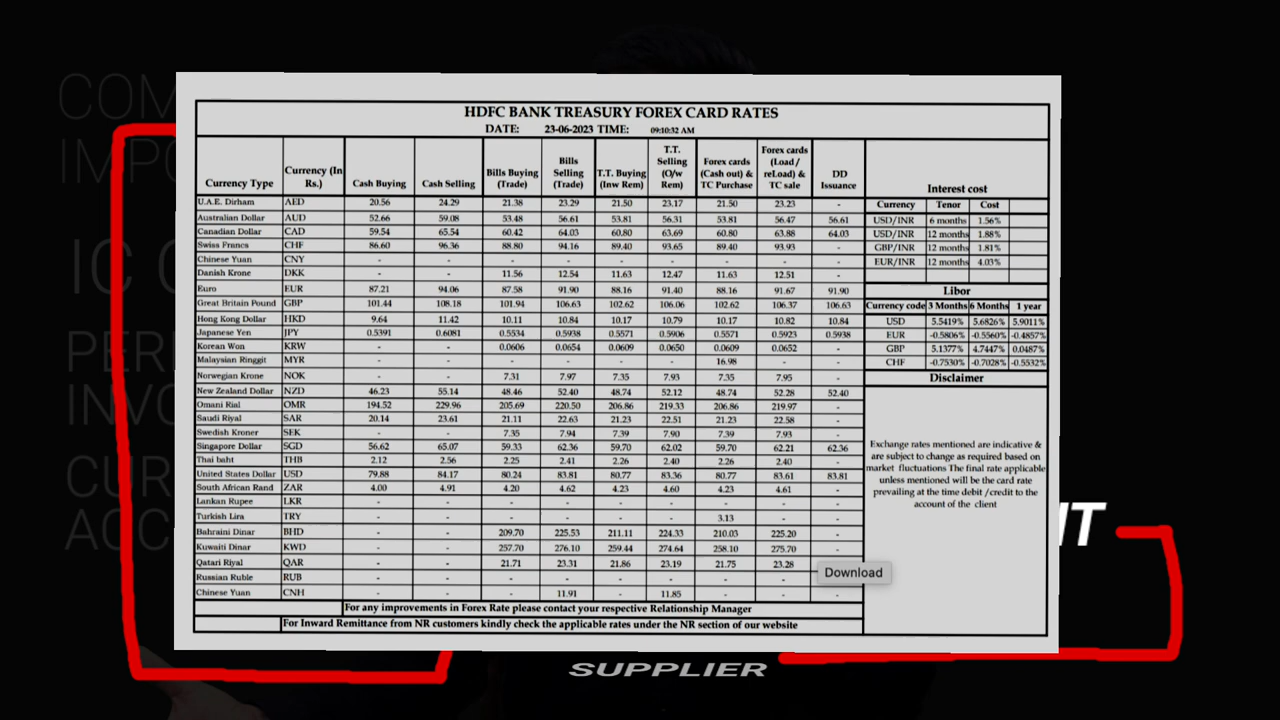 COM
IMPO
IC C
PER
INVO
CUR
ACC
HDFC BANK TREASURY FOREX CARD RATES
DATE: 23-06-2023 TIME: 09:10:32 AM
Currency Type Currency (In Rs.) Cash Buying Cash Selling Bills Buying (Trade) Bills Selling (Trade) T.T. Buying (Inw Rem) T.T. Selling (O/w Rem) Forex cards (Cash out) & TC Purchase Forex cards (Load / reLoad) & TC sale DD Issuance
U.A.E. Dirham AED 20.56 24.29 21.38 23.29 21.50 23.17 21.50 23.23 -
Australian Dollar AUD 52.66 59.08 53.48 56.61 53.81 56.31 53.81 56.47 56.61
Canadian Dollar CAD 59.54 65.54 60.42 64.03 60.80 63.69 60.80 63.88 64.03
Swiss Francs CHF 86.60 96.36 88.80 94.16 89.40 93.65 89.40 93.93 -
Chinese Yuan CNY - - - - - - - - -
Danish Krone DKK - - 11.56 12.54 11.63 12.47 11.63 12.51 -
Euro EUR 87.21 94.06 87.58 91.90 88.16 91.40 88.16 91.67 91.90
Great Britain Pound GBP 101.44 108.18 101.94 106.63 102.62 106.06 102.62 106.37 106.63
Hong Kong Dollar HKD 9.64 11.42 10.11 10.84 10.17 10.79 10.17 10.82 10.84
Japanese Yen JPY 0.5391 0.6081 0.5534 0.5938 0.5571 0.5906 0.5571 0.5923 0.5938
Korean Won KRW - - 0.0606 0.0654 0.0609 0.0650 0.0609 0.0652 -
Malaysian Ringgit MYR - - - - - - 16.98 - -
Norwegian Krone NOK - - 7.31 7.97 7.35 7.93 7.35 7.95 -
New Zealand Dollar NZD 46.23 55.14 48.46 52.40 48.74 52.12 48.74 52.28 52.40
Omani Rial OMR 194.52 229.96 205.69 220.50 206.86 219.33 206.86 219.97 -
Saudi Riyal SAR 20.14 23.61 21.11 22.63 21.23 22.51 21.23 22.58 -
Swedish Kroner SEK - - 7.35 7.94 7.39 7.90 7.39 7.93 -
Singapore Dollar SGD 56.62 65.07 59.33 62.36 59.70 62.02 59.70 62.21 62.36
Thai baht THB 2.12 2.56 2.25 2.41 2.26 2.40 2.26 2.40 -
United States Dollar USD 79.88 84.17 80.24 83.81 80.77 83.36 80.77 83.61 83.81
South African Rand ZAR 4.00 4.91 4.20 4.62 4.23 4.60 4.23 4.61 -
Lankan Rupee LKR - - - - - - - - -
Turkish Lira TRY - - - - - - 3.13 - -
Bahraini Dinar BHD - - 209.70 225.53 211.11 224.33 210.03 225.20 -
Kuwaiti Dinar KWD - - 257.70 276.10 259.44 274.64 258.10 275.70 -
Qatari Riyal QAR - - 21.71 23.31 21.86 23.19 21.75 23.28
Russian Ruble RUB - - - - - - - -
Chinese Yuan CNH - - - 11.91 - 11.85 - - -
For any improvements in Forex Rate please contact your respective Relationship Manager
For Inward Remittance from NR customers kindly check the applicable rates under the NR section of our website
Interest cost
Currency Tenor Cost
USD/INR 6 months 1.56%
USD/INR 12 months 1.88%
GBP/INR 12 months 1.81%
EUR/INR 12 months 4.03%
Libor
Currency code 3 Months 6 Months 1 year
USD 5.5419% 5.6826% 5.9011%
EUR -0.5806% -0.5560% -0.4857%
GBP 5.1377% 4.7447% 0.0487%
CHF -0.7530% -0.7028% -0.5532%
Disclaimer
Exchange rates mentioned are indicative &
are subject to change as required based on
market fluctuations The final rate applicable
unless mentioned will be the card rate
prevailing at the time debit /credit to the
account of the client
Download
NT
SUPPLIER